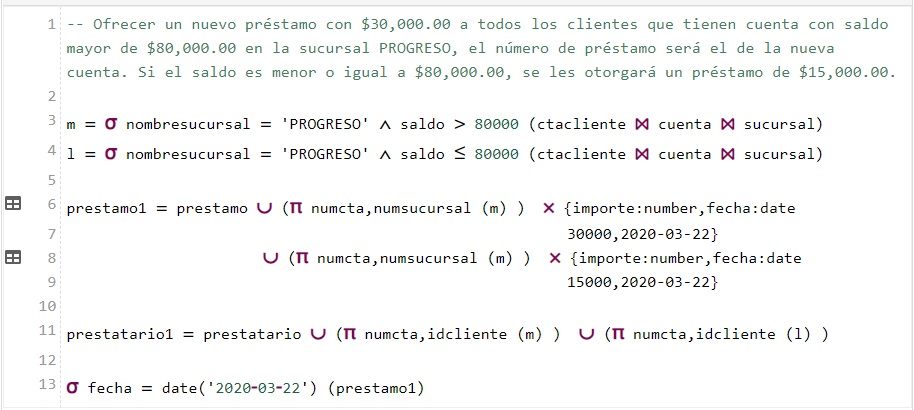 1 -- Ofrecer un nuevo préstamo con $30,000.00 a todos los clientes que tienen cuenta con saldo
mayor de $80,000.00 en la sucursal PROGRESO, el número de préstamo será el de la nueva
cuenta. Si el saldo es menor o igual a $80,000.00, se les otorgará un préstamo de $15,000.00.
2
3 m = σ nombresucursal = 'PROGRESO' ∧ saldo > 80000 (ctacliente ⋈ cuenta ⋈ sucursal)
4 l = σ nombresucursal = 'PROGRESO' ∧ saldo ≤ 80000 (ctacliente ⋈ cuenta ⋈ sucursal)
5
6 prestamo1 = prestamo ∪ (π numcta,numsucursal (m) ) ⨯ {importe:number,fecha:date
7 30000,2020-03-22}
8 ∪ (π numcta,numsucursal (m) ) ⨯ {importe:number,fecha:date
9 15000,2020-03-22}
10
11 prestatario1 = prestatario ∪ (π numcta,idcliente (m) ) ∪ (π numcta,idcliente (l) )
12
13 σ fecha = date('2020-03-22') (prestamo1)